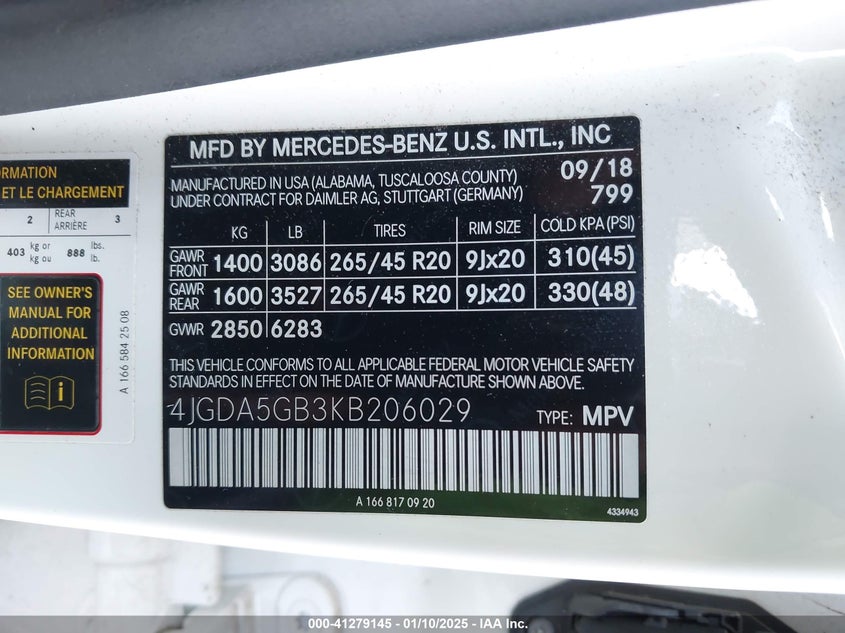 ORMATION
ET LE CHARGEMENT
2 REAR ARRIÈRE 3
403 kg or kg ou 888 lbs. lb.
SEE OWNER'S
MANUAL FOR
ADDITIONAL
INFORMATION
A 166 584 25 08
MFD BY MERCEDES-BENZ U.S. INTL., INC
MANUFACTURED IN USA (ALABAMA, TUSCALOOSA COUNTY) 09/18
UNDER CONTRACT FOR DAIMLER AG, STUTTGART (GERMANY) 799
KG LB TIRES RIM SIZE COLD KPA (PSI)
GAWR FRONT 1400 3086 265/45 R20 9Jx20 310(45)
GAWR REAR 1600 3527 265/45 R20 9Jx20 330(48)
GVWR 2850 6283
THIS VEHICLE CONFORMS TO ALL APPLICABLE FEDERAL MOTOR VEHICLE SAFETY
STANDARDS IN EFFECT ON THE DATE OF MANUFACTURE SHOWN ABOVE.
4JGDA5GB3KB206029 TYPE: MPV
A 166 817 09 20
4334943
000-41279145 - 01/10/2025 - IAA Inc.